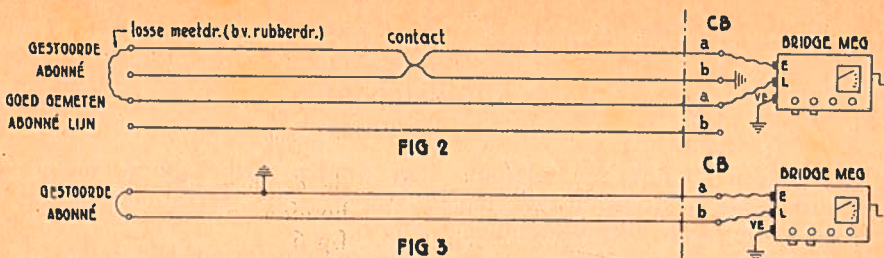 losse meetdr.(bv. rubberdr.)
contact
CB
BRIDGE MEG
GESTOORDE
ABONNÉ
a
b
E
L
VE
GOED GEMETEN
ABONNÉ LIJN
a
b
FIG 2
CB
BRIDGE MEG
GESTOORDE
ABONNÉ
a
b
E
L
VE
FIG 3